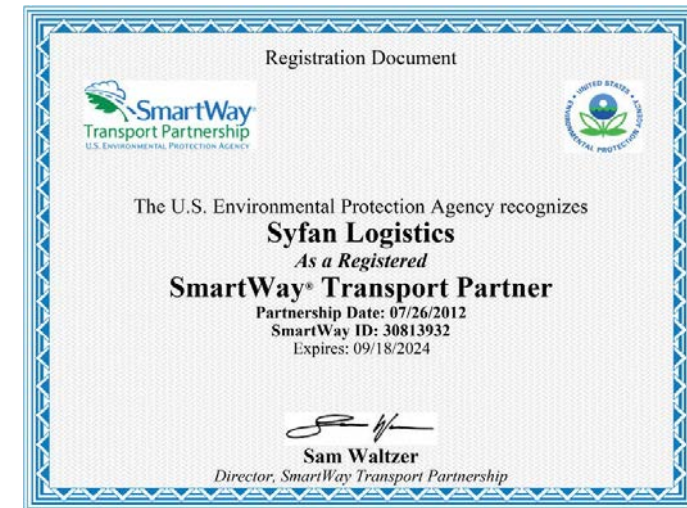 Registration Document
SmartWay®
Transport Partnership
U.S. ENVIRONMENTAL PROTECTION AGENCY
UNITED STATES
ENVIRONMENTAL PROTECTION AGENCY
The U.S. Environmental Protection Agency recognizes
Syfan Logistics
As a Registered
SmartWay® Transport Partner
Partnership Date: 07/26/2012
SmartWay ID: 30813932
Expires: 09/18/2024
Sam Waltzer
Director, SmartWay Transport Partnership